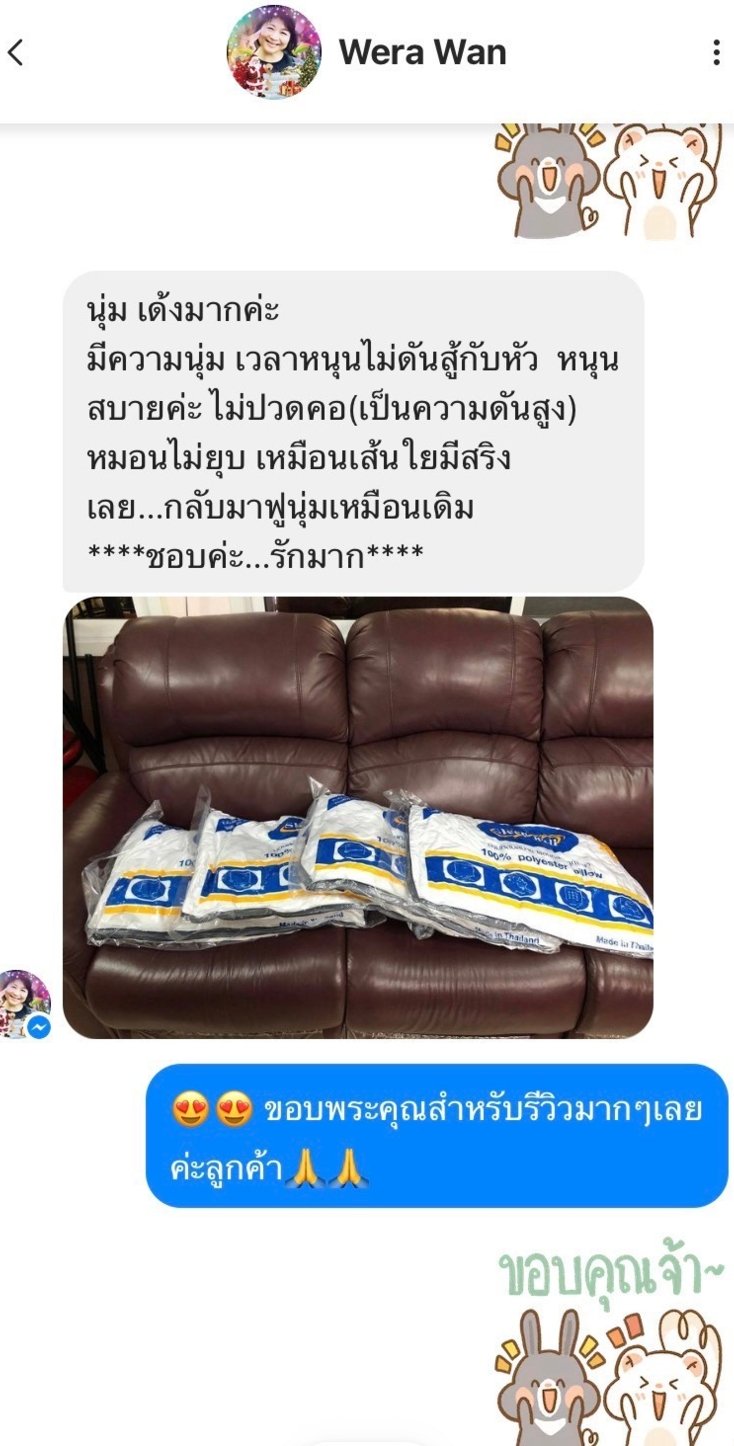 Wera Wan
นุ่ม เด้งมากค่ะ
มีความนุ่ม เวลาหนุนไม่ดันสู้กับหัว หนุน
สบายค่ะ ไม่ปวดคอ(เป็นความดันสูง)
หมอนไม่ยุบ เหมือนเส้นใยมีสริง
เลย...กลับมาฟูนุ่มเหมือนเดิม
****ชอบค่ะ...รักมาก****
100%
100% polyester pillow
Made in Thailand
😍😍 ขอบพระคุณสำหรับรีวิวมากๆเลย
ค่ะลูกค้า🙏🙏
ขอบคุณจ้า~